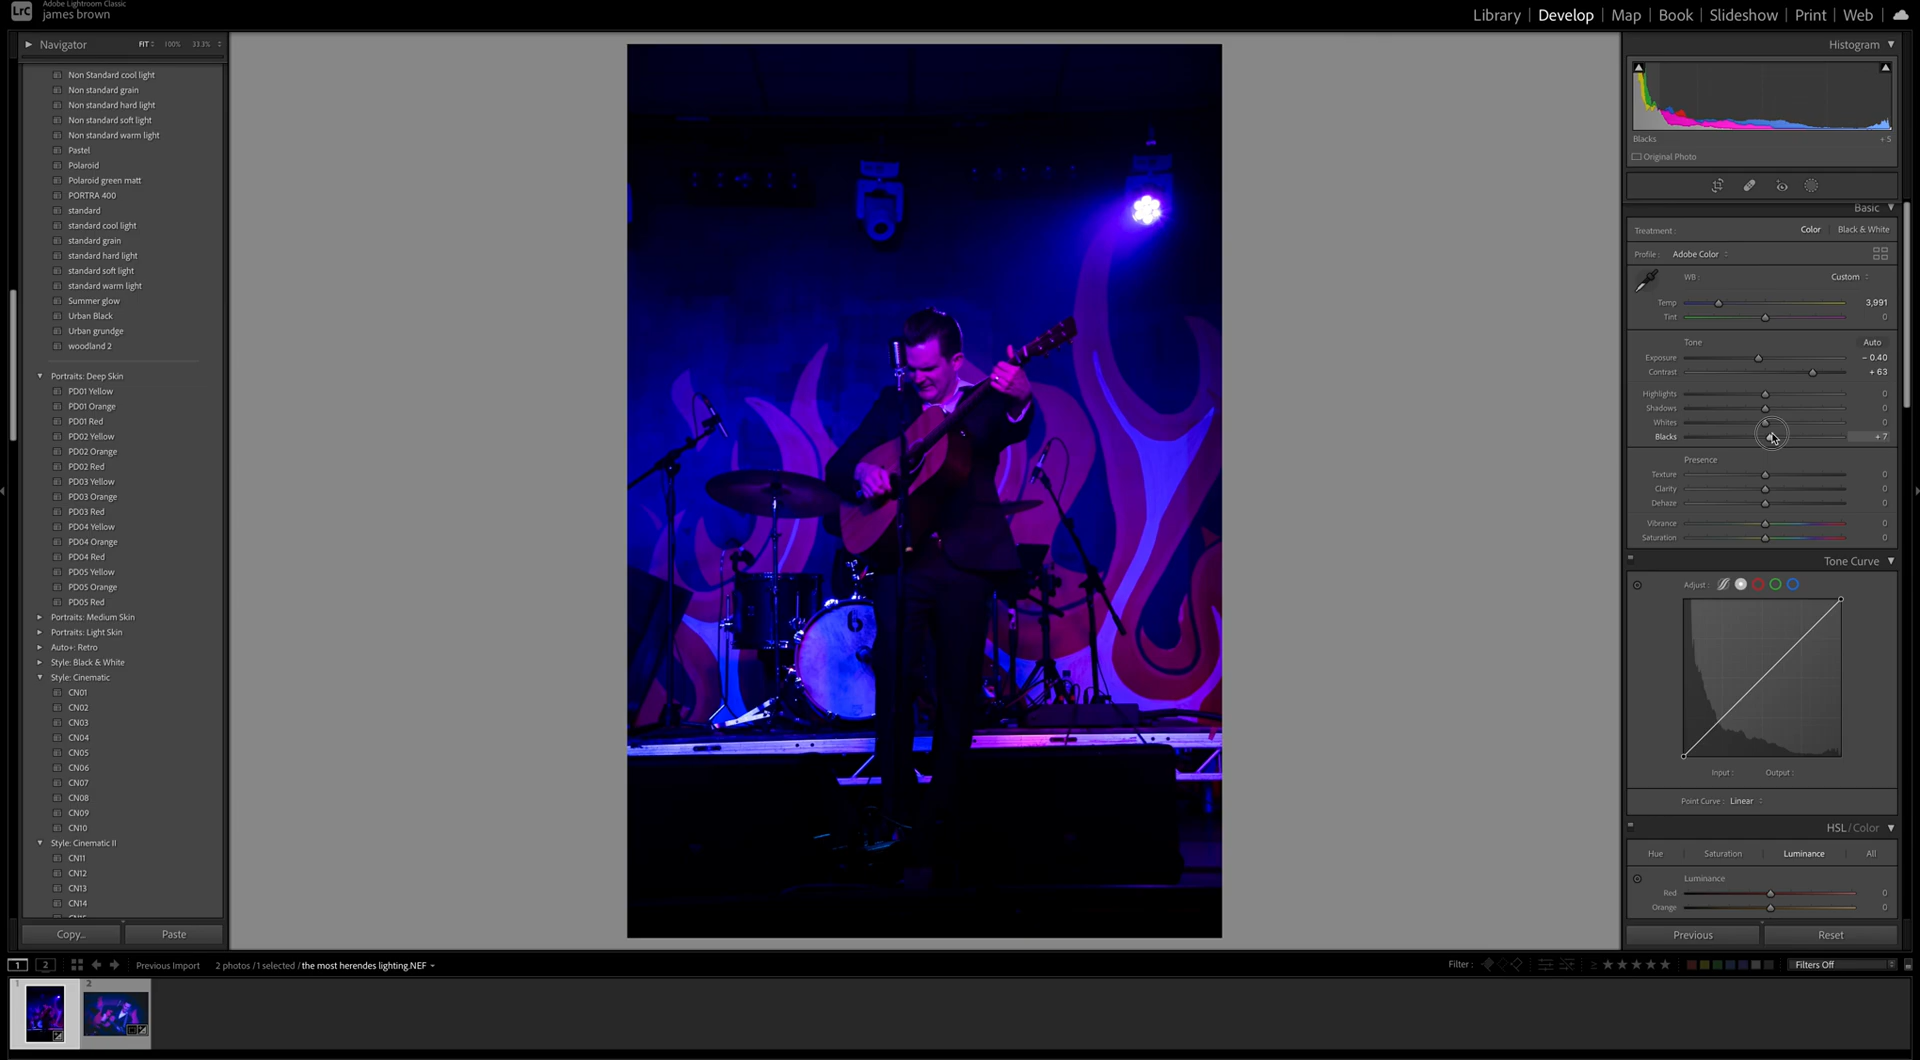 LrC
Adobe Lightroom Classic
james brown
Library | Develop | Map | Book | Slideshow | Print | Web
Navigator FIT 100% 33.3%
Non Standard cool light
Non standard grain
Non standard hard light
Non standard soft light
Non standard warm light
Pastel
Polaroid
Polaroid green matt
PORTRA 400
standard
standard cool light
standard grain
standard hard light
standard soft light
standard warm light
Summer glow
Urban Black
Urban grundge
woodland 2
Portraits: Deep Skin
PD01 Yellow
PD01 Orange
PD01 Red
PD02 Yellow
PD02 Orange
PD02 Red
PD03 Yellow
PD03 Orange
PD03 Red
PD04 Yellow
PD04 Orange
PD04 Red
PD05 Yellow
PD05 Orange
PD05 Red
Portraits: Medium Skin
Portraits: Light Skin
Auto+: Retro
Style: Black & White
Style: Cinematic
CN01
CN02
CN03
CN04
CN05
CN06
CN07
CN08
CN09
CN10
Style: Cinematic II
CN11
CN12
CN13
CN14
Copy... Paste
6
Histogram
Blacks + 5
Original Photo
Basic
Treatment : Color Black & White
Profile : Adobe Color
WB : Custom
Temp 3,991
Tint 0
Tone Auto
Exposure − 0.40
Contrast + 63
Highlights 0
Shadows 0
Whites 0
Blacks + 7
Presence
Texture 0
Clarity 0
Dehaze 0
Vibrance 0
Saturation 0
Tone Curve
Adjust :
Input : Output :
Point Curve : Linear
HSL / Color
Hue Saturation Luminance All
Luminance
Red 0
Orange 0
Previous Reset
1 2 Previous Import 2 photos / 1 selected / the most herendes lighting.NEF Filter : ≥ ★ ★ ★ ★ ★ Filters Off
1 2